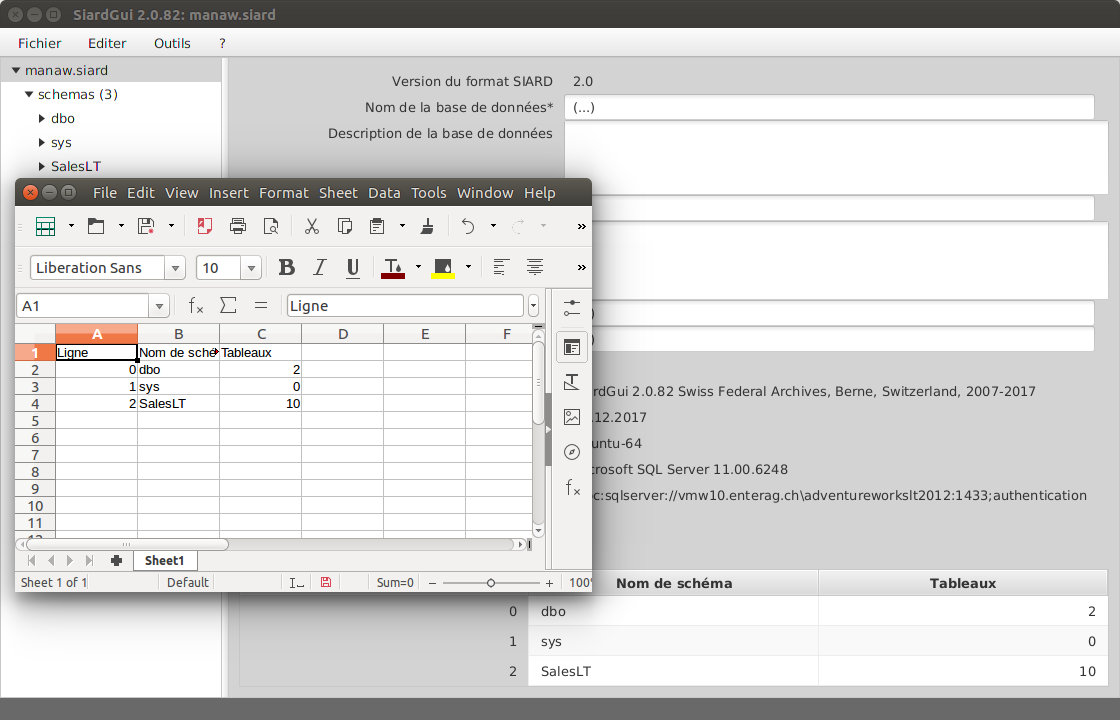 SiardGui 2.0.82: manaw.siard
Fichier Editer Outils ?
manaw.siard
schemas (3)
dbo
sys
SalesLT
Version du format SIARD 2.0
Nom de la base de données* (...)
Description de la base de données
File Edit View Insert Format Sheet Data Tools Window Help
Liberation Sans 10
A1 Ligne
A B C D E F
1 Ligne Nom de sché Tableaux
2 0 dbo 2
3 1 sys 0
4 2 SalesLT 10
5
6
7
8
9
10
11
Sheet1
Sheet 1 of 1 Default Sum=0 100%
rdGui 2.0.82 Swiss Federal Archives, Berne, Switzerland, 2007-2017
.12.2017
untu-64
crosoft SQL Server 11.00.6248
c:sqlserver://vmw10.enterag.ch\adventureworkslt2012:1433;authentication
Nom de schéma Tableaux
0 dbo 2
1 sys 0
2 SalesLT 10